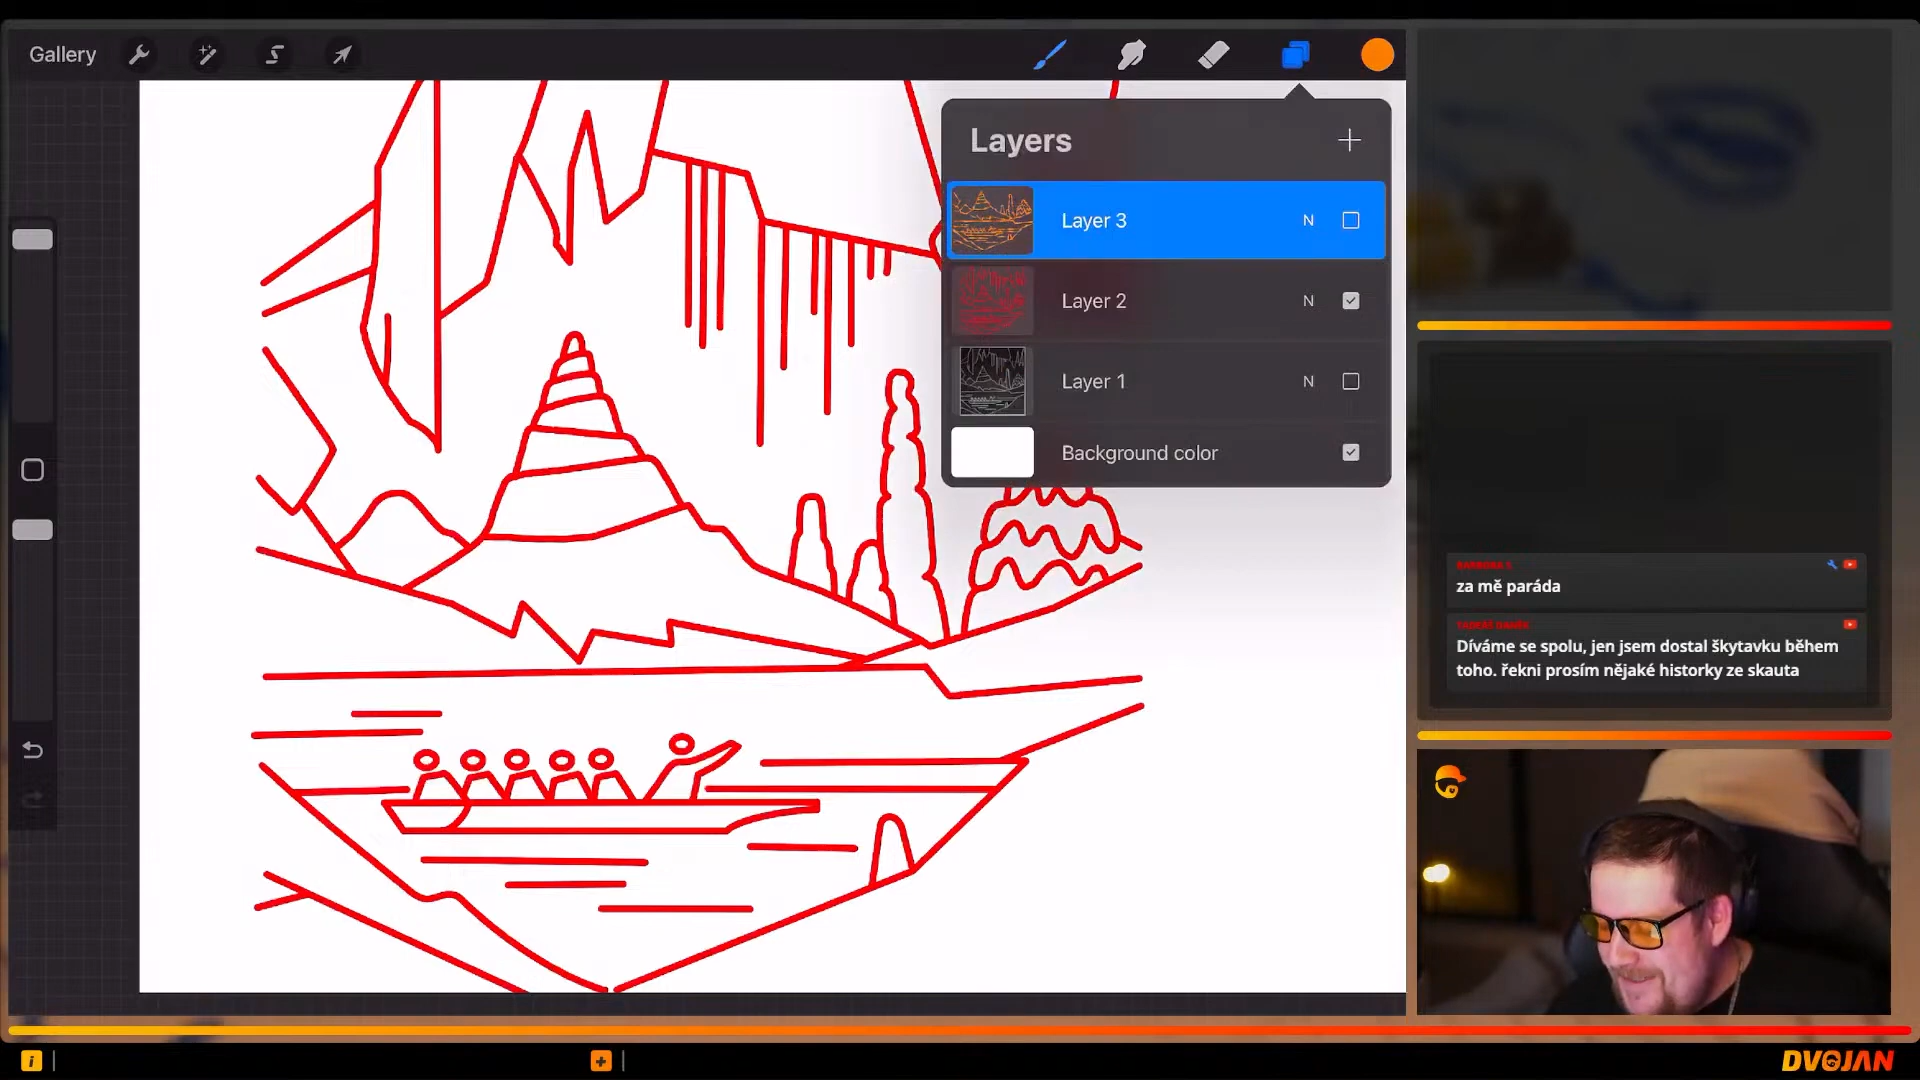 Gallery
Layers
Layer 3 N
Layer 2 N
Layer 1 N
Background color
za mě paráda
Díváme se spolu, jen jsem dostal škytavku během
toho. řekni prosím nějaké historky ze skauta
DVOJAN